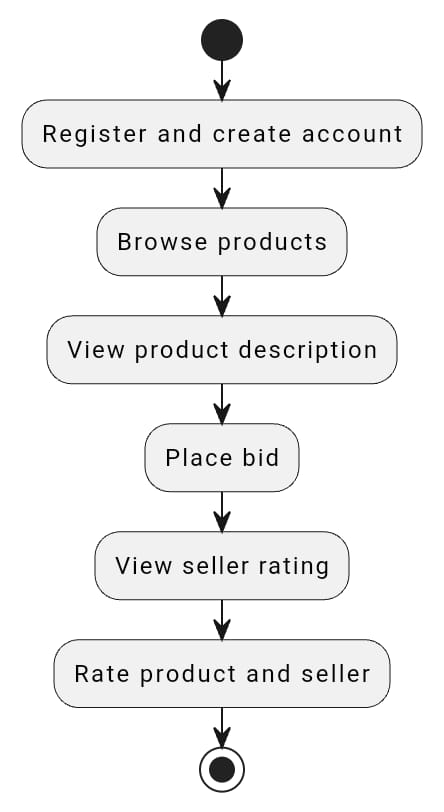 Register and create account
Browse products
View product description
Place bid
View seller rating
Rate product and seller